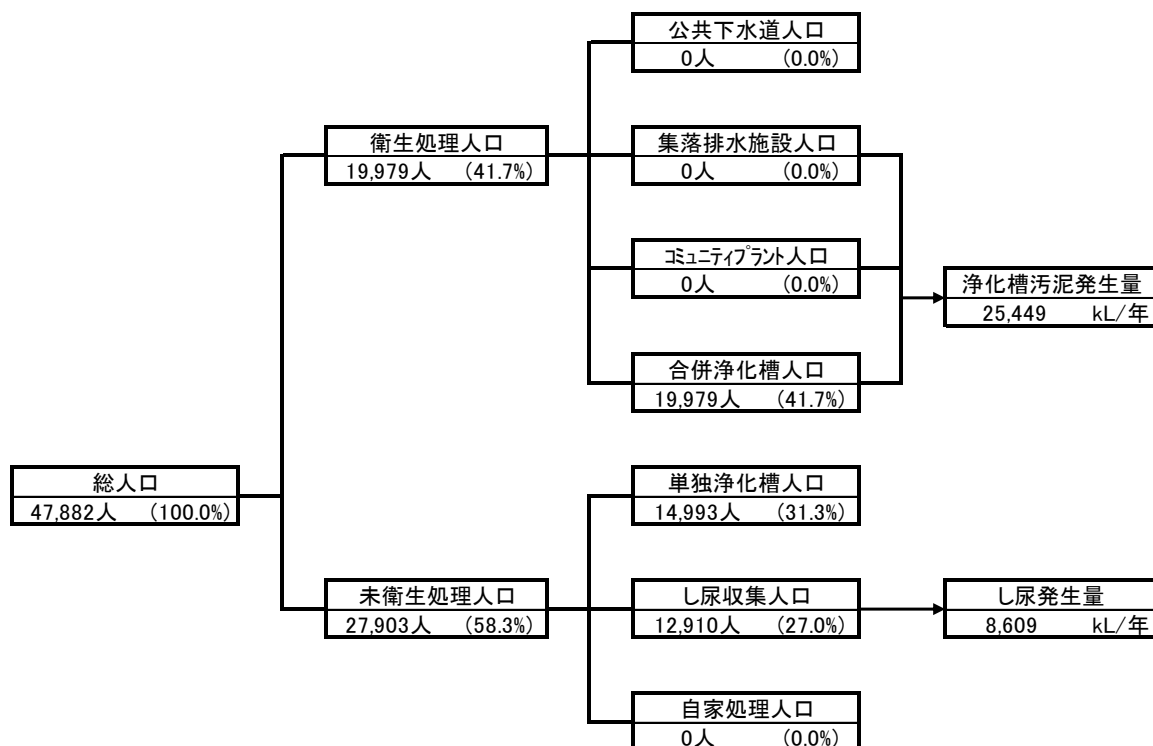 公共下水道人口
0人 (0.0%)
衛生処理人口
19,979人 (41.7%)
集落排水施設人口
0人 (0.0%)
コミュニティプラント人口
0人 (0.0%)
浄化槽汚泥発生量
25,449 kL/年
合併浄化槽人口
19,979人 (41.7%)
総人口
47,882人 (100.0%)
単独浄化槽人口
14,993人 (31.3%)
未衛生処理人口
27,903人 (58.3%)
し尿収集人口
12,910人 (27.0%)
し尿発生量
8,609 kL/年
自家処理人口
0人 (0.0%)